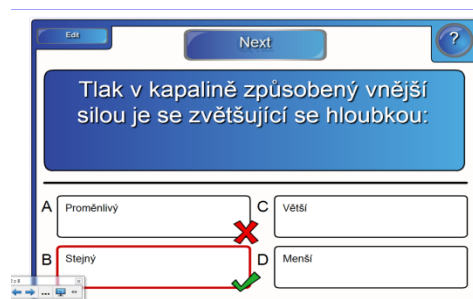 Edit
Next
?
Tlak v kapalině způsobený vnější
silou je se zvětšující se hloubkou:
A Proměnlivý
C Větší
B Stejný
D Menší